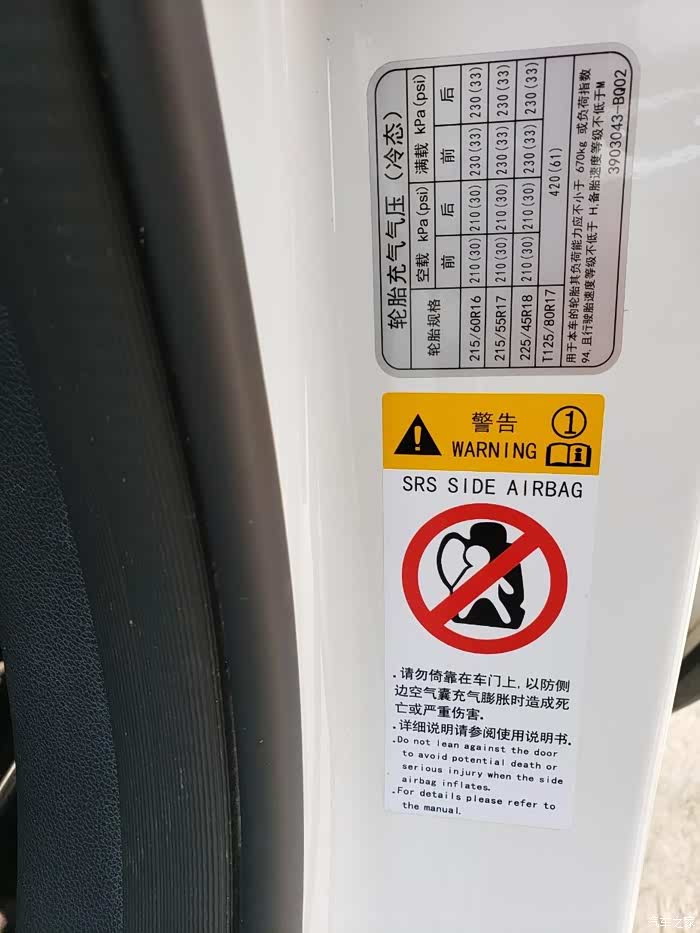 轮胎充气气压（冷态）
轮胎规格 空载 kPa(psi) 满载 kPa(psi)
前 后 前 后
215/60R16 210(30) 210(30) 230(33) 230(33)
215/55R17 210(30) 210(30) 230(33) 230(33)
225/45R18 210(30) 210(30) 230(33) 230(33)
T125/80R17 420(61)
用于本车的轮胎其负荷能力应不小于 670kg 或负荷指数
94,且行驶胎速度等级不低于 H,备胎速度等级不低于M
3903043-BQ02
警告 1
WARNING
SRS SIDE AIRBAG
.请勿倚靠在车门上, 以防侧
边空气囊充气膨胀时造成死
亡或严重伤害.
.详细说明请参阅使用说明书.
.Do not lean against the door
to avoid potential death or
serious injury when the side
airbag inflates.
.For details please refer to
the manual.
汽车之家